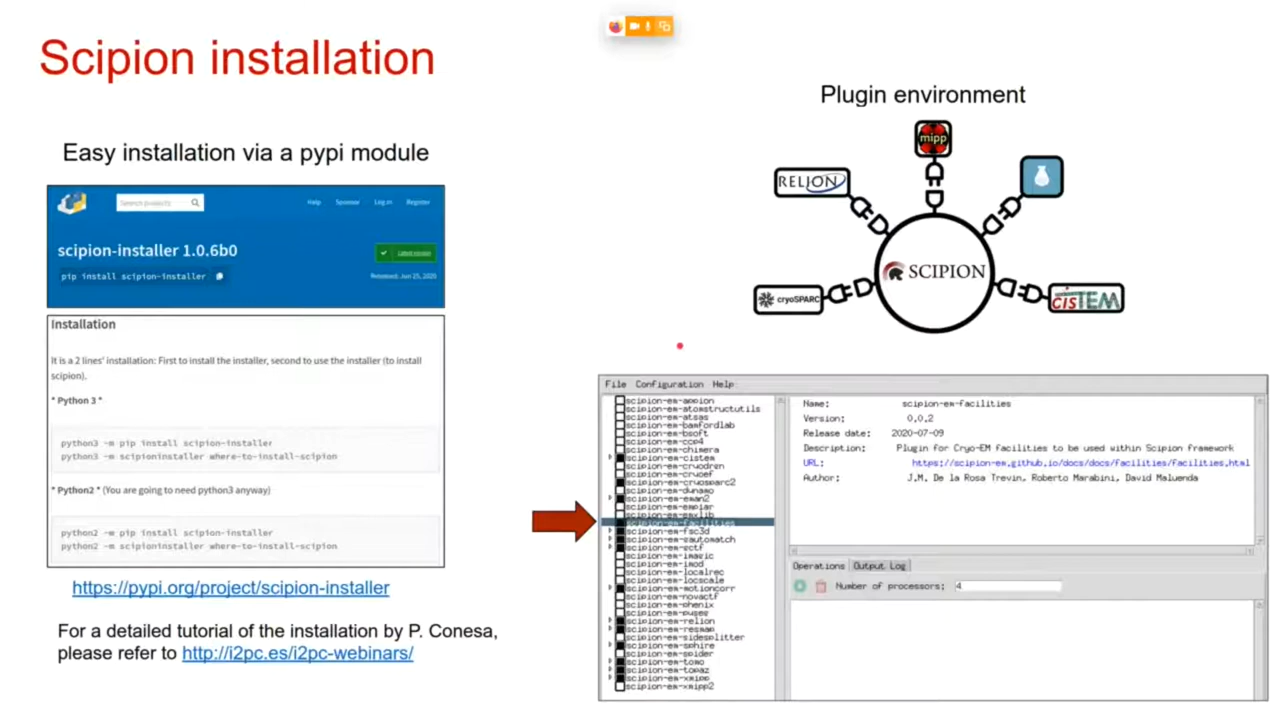 Scipion installation
Easy installation via a pypi module
Search projects
Help Sponsor Log in Register
scipion-installer 1.0.6b0
Latest version
pip install scipion-installer
Released: Jun 25, 2020
Installation
It is a 2 lines' installation: First to install the installer, second to use the installer (to install
scipion).
* Python 3 *
python3 -m pip install scipion-installer
python3 -m scipioninstaller where-to-install-scipion
* Python2 * (You are going to need python3 anyway)
python2 -m pip install scipion-installer
python2 -m scipioninstaller where-to-install-scipion
https://pypi.org/project/scipion-installer
For a detailed tutorial of the installation by P. Conesa,
please refer to http://i2pc.es/i2pc-webinars/
Plugin environment
mipp
RELION
SCIPION
cryoSPARC
cisTEM
File Configuration Help
scipion-em-appion
scipion-em-atomstructutils
scipion-em-atsas
scipion-em-bamfordlab
scipion-em-bsoft
scipion-em-ccp4
scipion-em-chimera
scipion-em-cistem
scipion-em-cryodrgn
scipion-em-cryoef
scipion-em-cryosparc2
scipion-em-dynamo
scipion-em-eman2
scipion-em-empiar
scipion-em-emxlib
scipion-em-facilities
scipion-em-fsc3d
scipion-em-gautomatch
scipion-em-gctf
scipion-em-imagic
scipion-em-imod
scipion-em-localrec
scipion-em-locscale
scipion-em-motioncorr
scipion-em-novactf
scipion-em-phenix
scipion-em-relion
scipion-em-resmap
scipion-em-sidesplitter
scipion-em-sphire
scipion-em-spider
scipion-em-tomo
scipion-em-topaz
scipion-em-xmipp
scipion-em-xmipp2
Name: scipion-em-facilities
Version: 0.0.2
Release date: 2020-07-09
Description: Plugin for Cryo-EM facilities to be used within Scipion framework
URL: https://scipion-em.github.io/docs/docs/facilities/facilities.html
Author: J.M. De la Rosa Trevin, Roberto Marabini, David Maluenda
Operations Output Log
Number of processors: 4